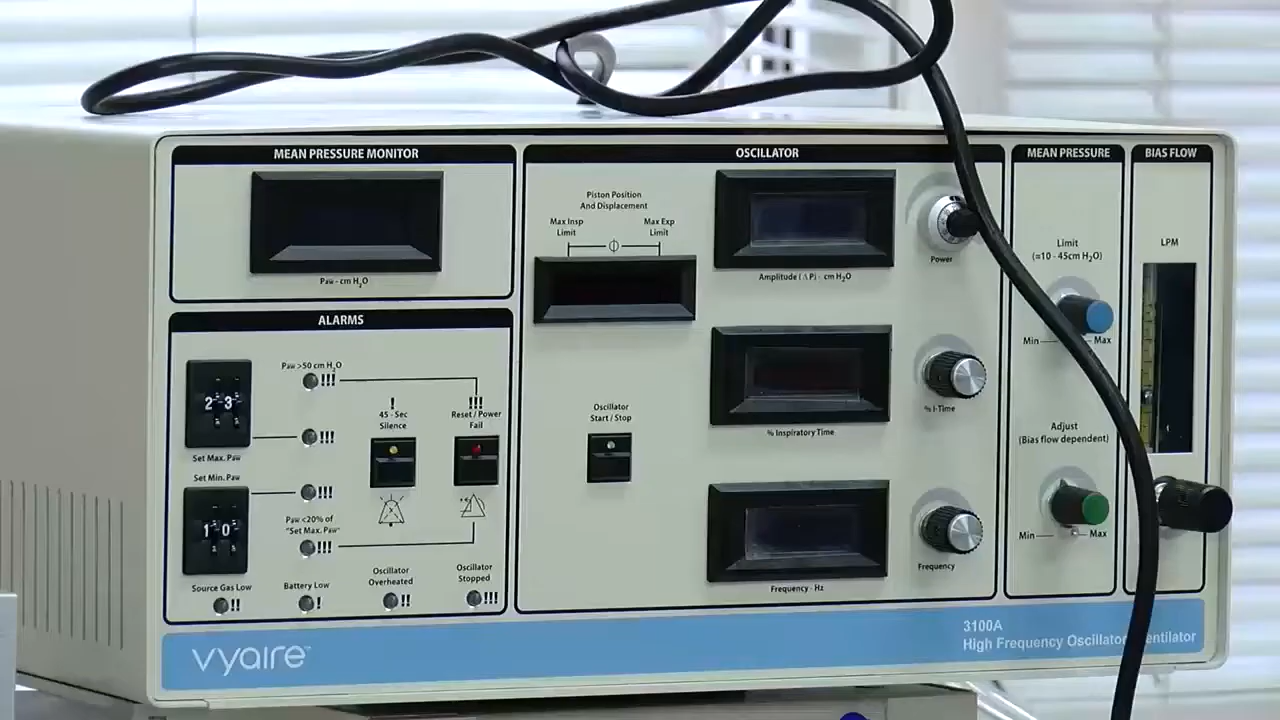 MEAN PRESSURE MONITOR
Paw - cm H2O
ALARMS
Paw >50 cm H2O
!!!
2 3
!!!
Set Max. Paw
Set Min. Paw
!!!
1 0
Paw <20% of
"Set Max. Paw"
!!!
!
45 - Sec
Silence
!!!
Reset / Power
Fail
Source Gas Low
!!
Battery Low
!
Oscillator
Overheated
!!
Oscillator
Stopped
!!!
OSCILLATOR
Piston Position
And Displacement
Max Insp
Limit
Max Exp
Limit
Oscillator
Start / Stop
Amplitude (ΔP) - cm H2O
Power
% Inspiratory Time
% I-Time
Frequency - Hz
Frequency
MEAN PRESSURE
Limit
(≈10 - 45cm H2O)
Min
Max
Adjust
(Bias flow dependent)
Min
Max
BIAS FLOW
LPM
vyaire™
3100A
High Frequency Oscillator